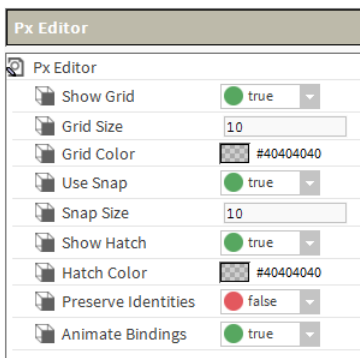 Px Editor
Px Editor
Show Grid true
Grid Size 10
Grid Color #40404040
Use Snap true
Snap Size 10
Show Hatch true
Hatch Color #40404040
Preserve Identities false
Animate Bindings true